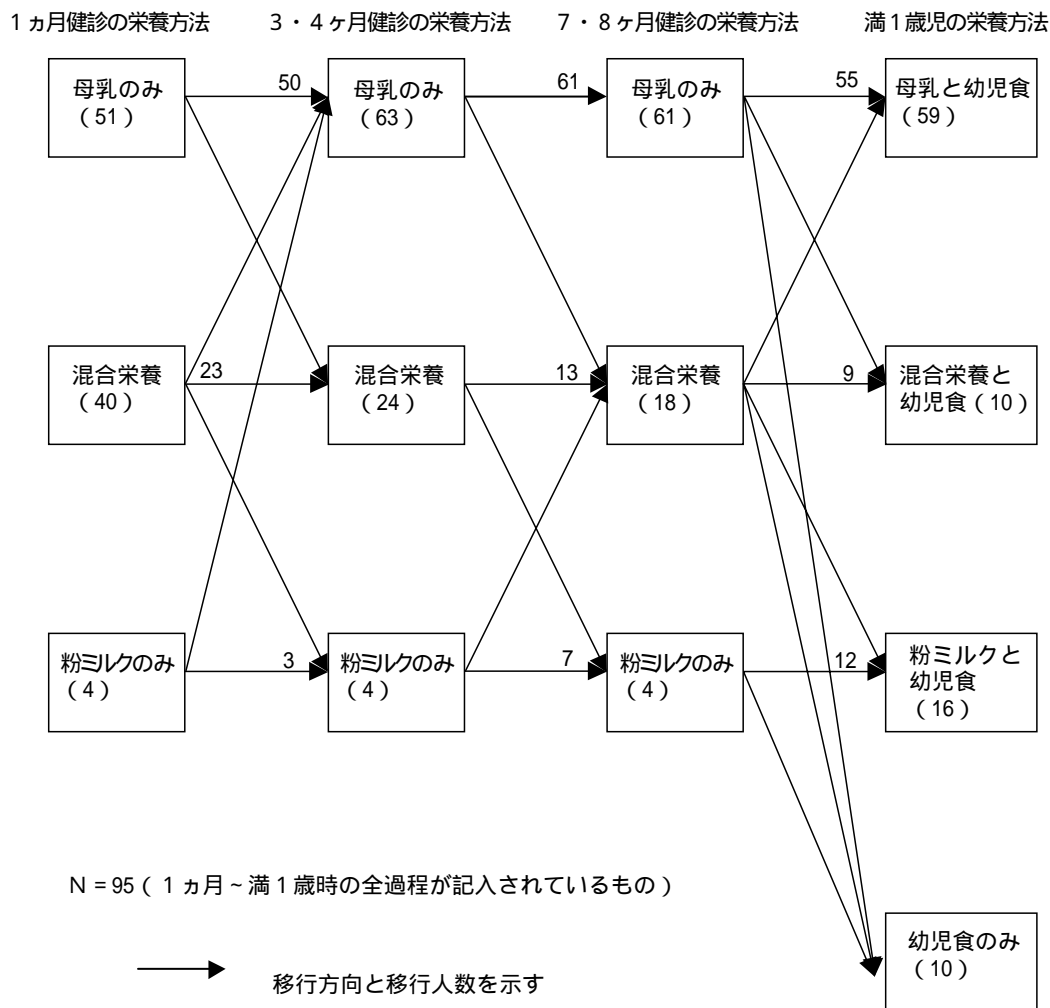 1ヵ月健診の栄養方法
3・4ヶ月健診の栄養方法
7・8ヶ月健診の栄養方法
満1歳児の栄養方法
母乳のみ
(51)
50
母乳のみ
(63)
61
母乳のみ
(61)
55
母乳と幼児食
(59)
混合栄養
(40)
23
混合栄養
(24)
13
混合栄養
(18)
9
混合栄養と
幼児食(10)
粉ミルクのみ
(4)
3
粉ミルクのみ
(4)
7
粉ミルクのみ
(4)
12
粉ミルクと
幼児食
(16)
幼児食のみ
(10)
N=95(1ヵ月~満1歳時の全過程が記入されているもの)
移行方向と移行人数を示す